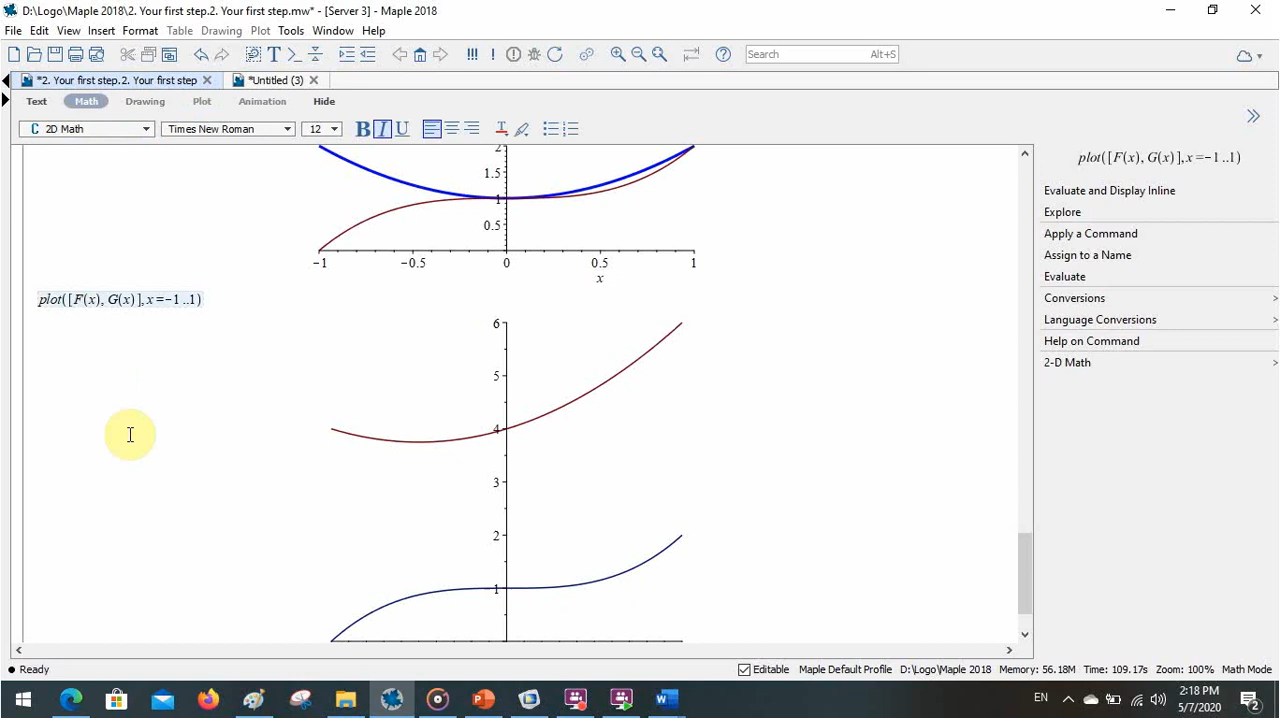 D:\Logo\Maple 2018\2. Your first step.2. Your first step.mw* - [Server 3] - Maple 2018
File Edit View Insert Format Table Drawing Plot Tools Window Help
Search Alt+S
*2. Your first step.2. Your first step *Untitled (3)
Text Math Drawing Plot Animation Hide
C 2D Math Times New Roman 12 B I U
2
1.5
1
0.5
−1 −0.5 0 0.5 1
x
plot([F(x), G(x)], x=−1 ..1)
6
5
4
3
2
1
plot([F(x), G(x)], x=−1 ..1)
Evaluate and Display Inline
Explore
Apply a Command
Assign to a Name
Evaluate
Conversions
Language Conversions
Help on Command
2-D Math
Ready Editable Maple Default Profile D:\Logo\Maple 2018 Memory: 56.18M Time: 109.17s Zoom: 100% Math Mode
EN 2:18 PM
5/7/2020
2